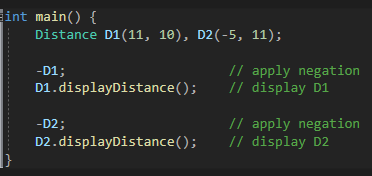 int main() {
Distance D1(11, 10), D2(-5, 11);
-D1; // apply negation
D1.displayDistance(); // display D1
-D2; // apply negation
D2.displayDistance(); // display D2
}